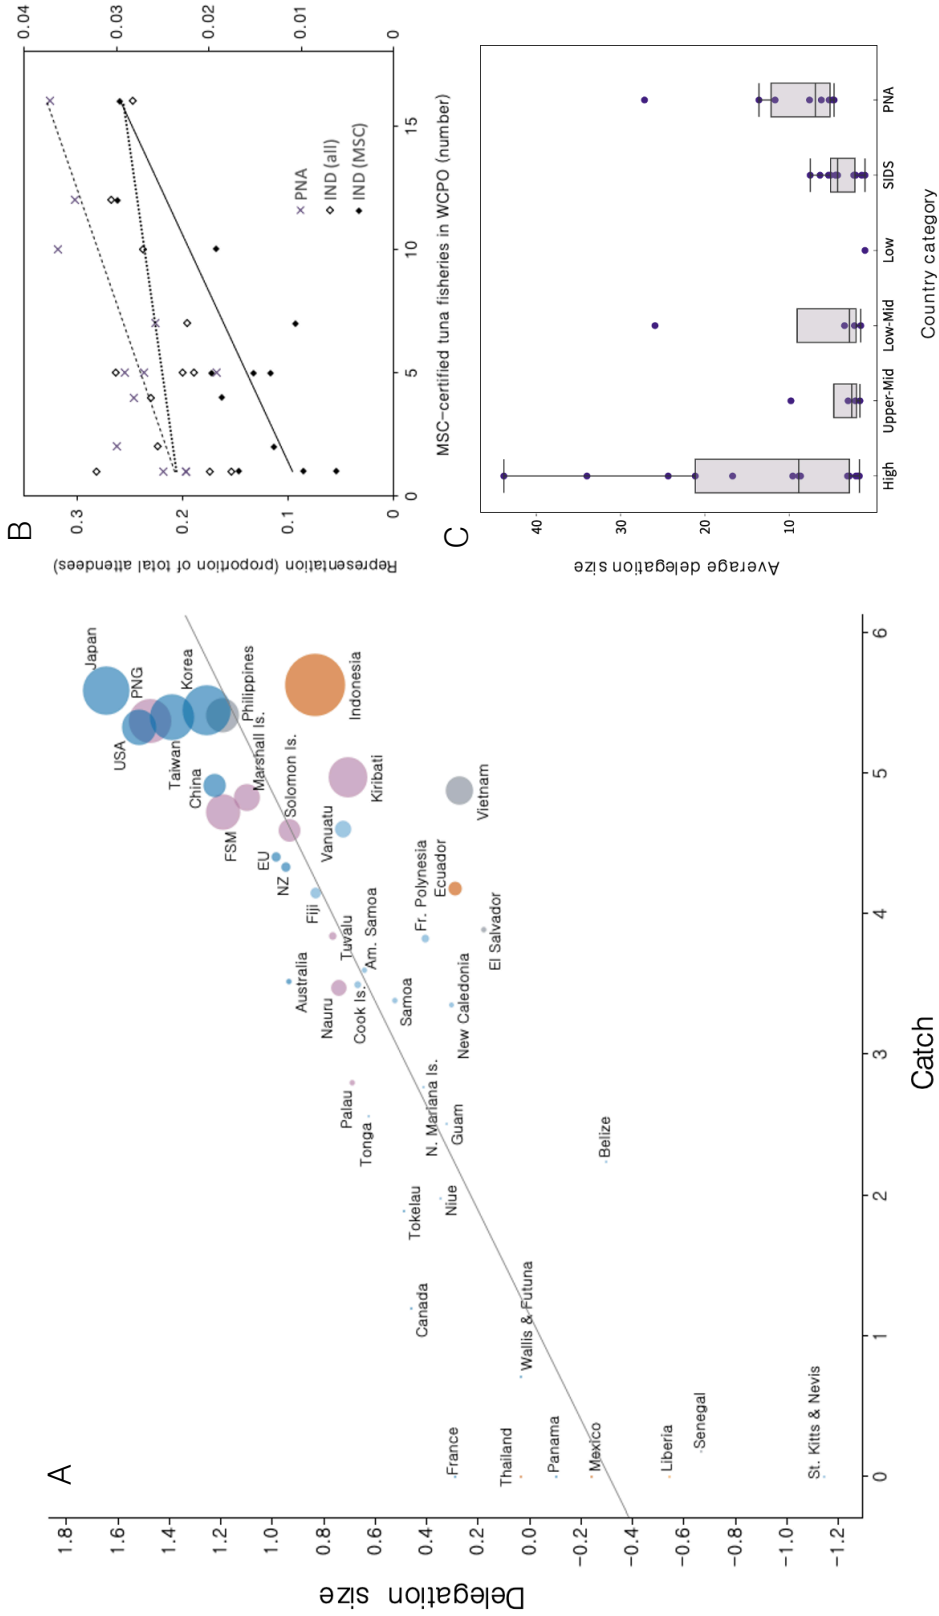 A
Delegation size
1.8
1.6
1.4
1.2
1.0
0.8
0.6
0.4
0.2
0.0
−0.2
−0.4
−0.6
−0.8
−1.0
−1.2
0
1
2
3
4
5
6
Catch
Japan
PNG
USA
Korea
Taiwan
Philippines
China
Marshall Is.
FSM
Solomon Is.
Indonesia
EU
NZ
Vanuatu
Kiribati
Fiji
Vietnam
Tuvalu
Am. Samoa
Fr. Polynesia
Ecuador
El Salvador
Australia
Nauru
Cook Is.
Samoa
New Caledonia
Palau
Tonga
N. Mariana Is.
Guam
Belize
Tokelau
Niue
Canada
Wallis & Futuna
France
Thailand
Panama
Mexico
Liberia
Senegal
St. Kitts & Nevis
B
Representation (proportion of total attendees)
0.3
0.2
0.1
0
0.04
0.03
0.02
0.01
0
0
5
10
15
MSC−certified tuna fisheries in WCPO (number)
PNA
IND (all)
IND (MSC)
C
Average delegation size
40
30
20
10
High
Upper-Mid
Low-Mid
Low
SIDS
PNA
Country category